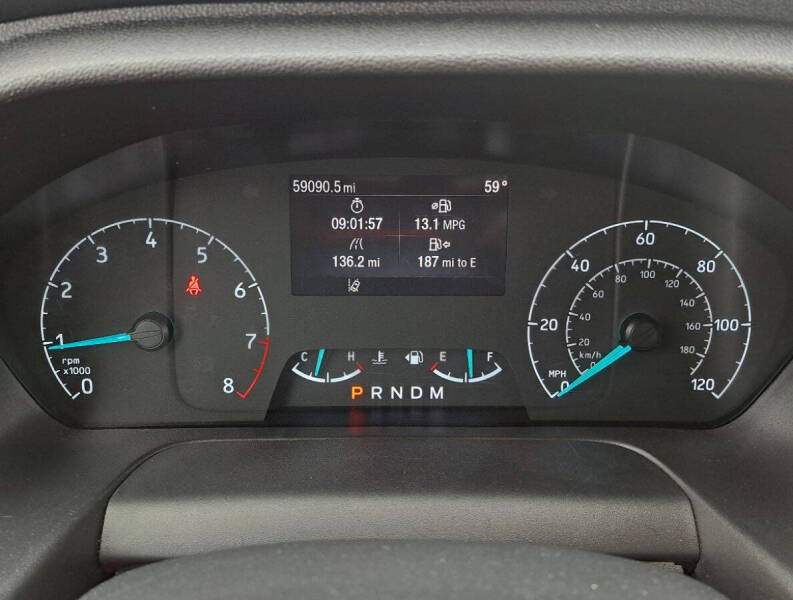 59090.5 mi 59°
09:01:57 13.1 MPG
136.2 mi 187 mi to E
0 1 2 3 4 5 6 7 8
rpm
x1000
C H E F
P R N D M
0 20 40 60 80 100 120
MPH
0 20 40 60 80 100 120 140 160 180
km/h